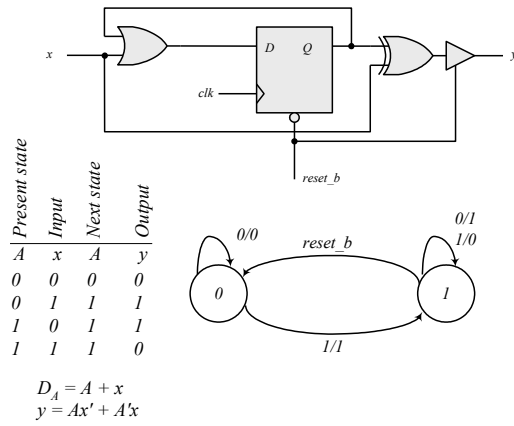 x
D Q
y
clk
reset_b
Present state Input Next state Output
A x A y
0 0 0 0
0 1 1 1
1 0 1 1
1 1 1 0
0/0
reset_b
0/1
1/0
0
1
1/1
D_A = A + x
y = Ax' + A'x